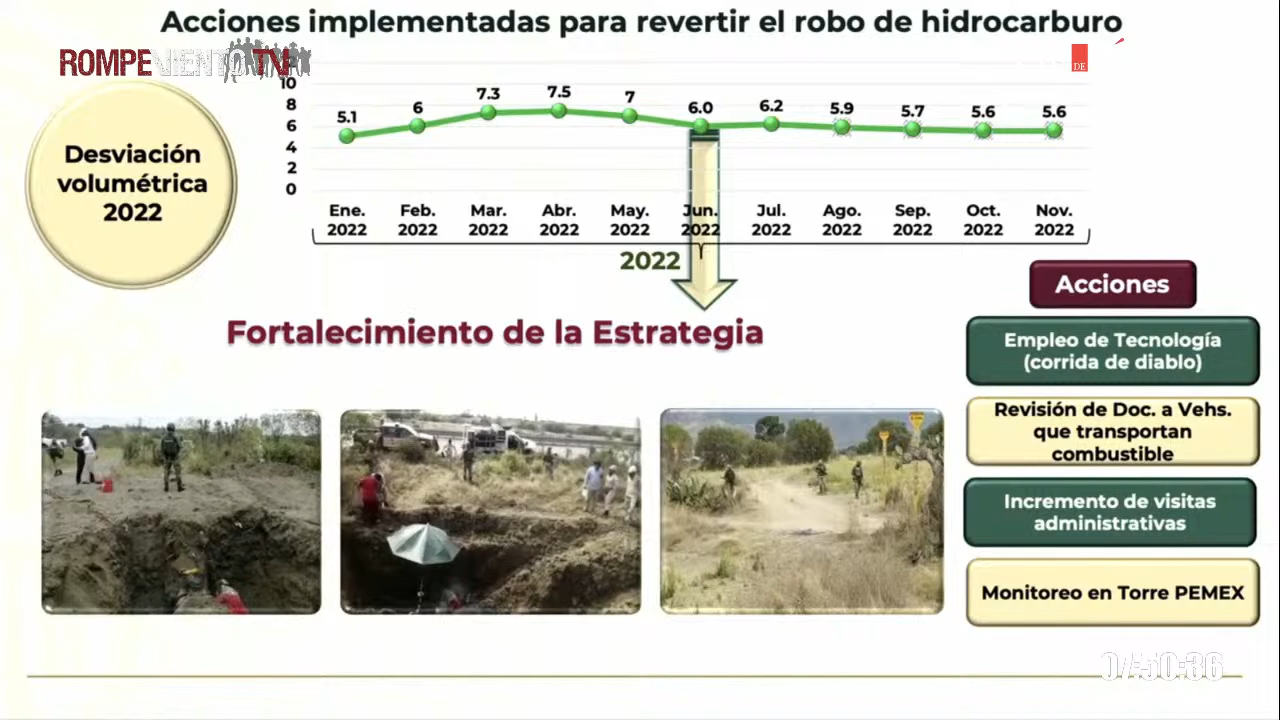 Acciones implementadas para revertir el robo de hidrocarburo
ROMPEVIENTO TV
DE
Desviación
volumétrica
2022
10
8
6
4
2
0
5.1 6 7.3 7.5 7 6.0 6.2 5.9 5.7 5.6 5.6
Ene. Feb. Mar. Abr. May. Jun. Jul. Ago. Sep. Oct. Nov.
2022 2022 2022 2022 2022 2022 2022 2022 2022 2022 2022
2022
Fortalecimiento de la Estrategia
Acciones
Empleo de Tecnología
(corrida de diablo)
Revisión de Doc. a Vehs.
que transportan
combustible
Incremento de visitas
administrativas
Monitoreo en Torre PEMEX
07:50:36